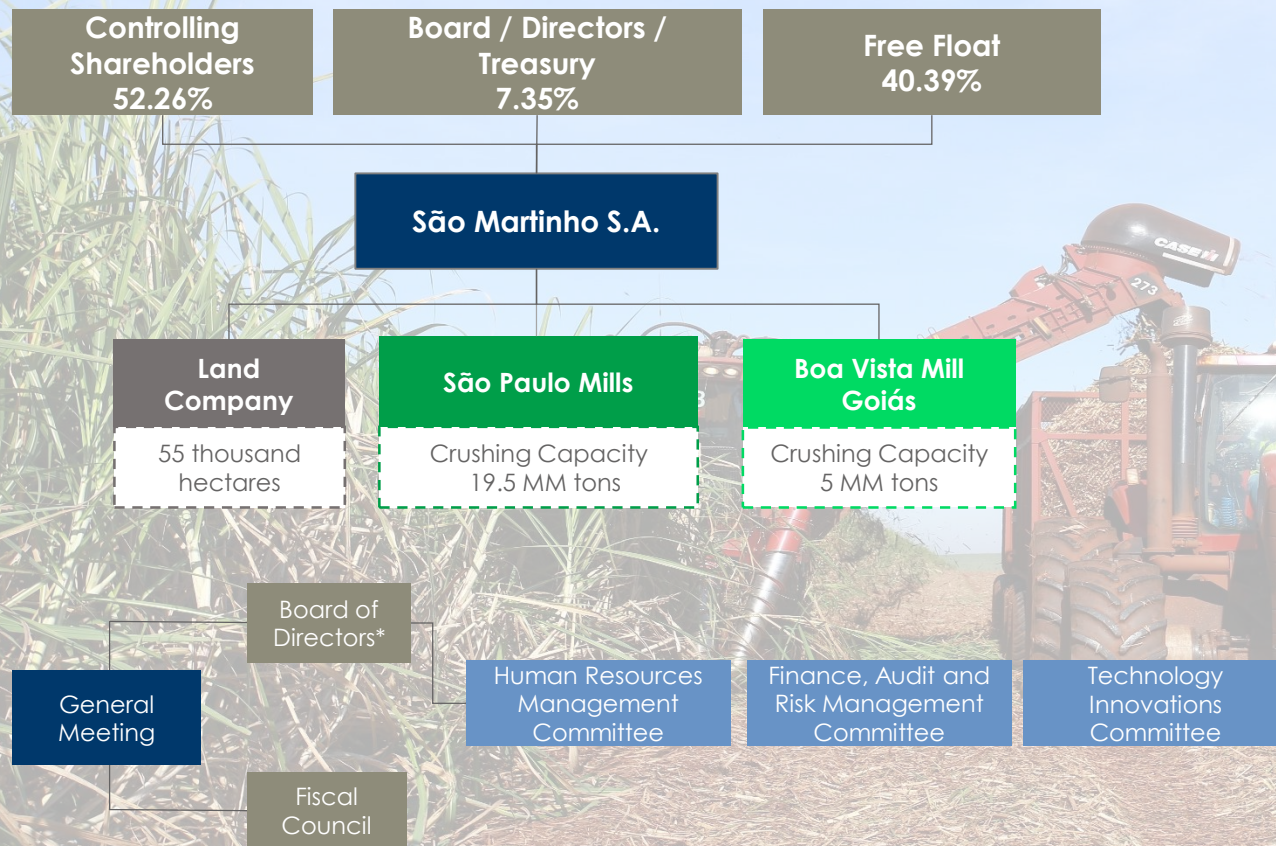 Controlling
Shareholders
52.26%
Board / Directors /
Treasury
7.35%
Free Float
40.39%
São Martinho S.A.
CASE IH
273
Land
Company
55 thousand
hectares
São Paulo Mills
Crushing Capacity
19.5 MM tons
Boa Vista Mill
Goiás
Crushing Capacity
5 MM tons
General
Meeting
Board of
Directors*
Fiscal
Council
Human Resources
Management
Committee
Finance, Audit and
Risk Management
Committee
Technology
Innovations
Committee